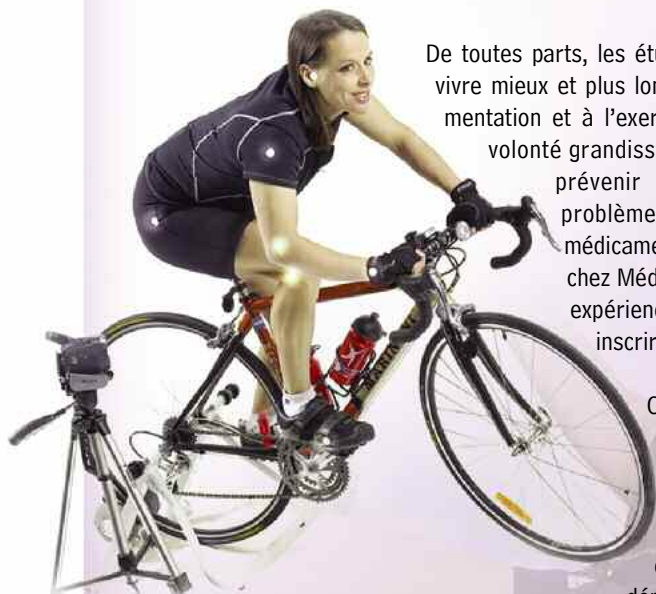 De toutes parts, les étu
vivre mieux et plus lon
mentation et à l'exer
volonté grandiss
prévenir
problème
médicame
chez Méd
expérienc
inscrir